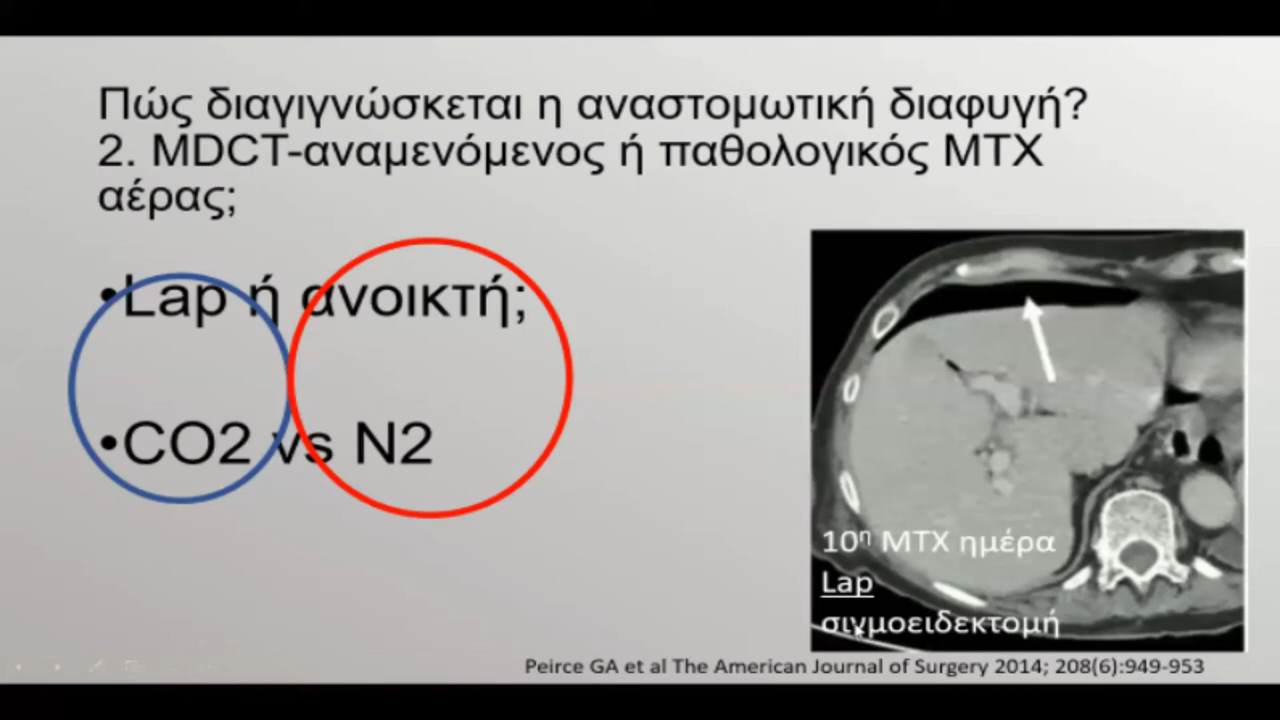 Πώς διαγιγνώσκεται η αναστομωτική διαφυγή?
2. MDCT-αναμενόμενος ή παθολογικός ΜΤΧ
αέρας;
•Lap ή ανοικτή;
•CO2 vs N2
10η ΜΤΧ ημέρα
Lap
σιγμοειδεκτομή
Peirce GA et al The American Journal of Surgery 2014; 208(6):949-953